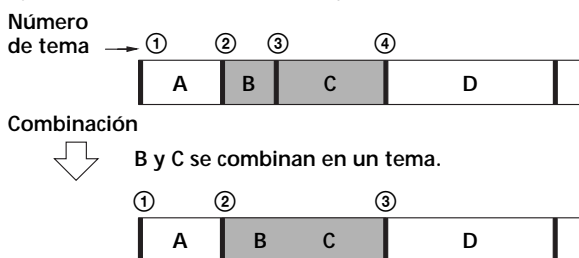 Número
de tema ① ② ③ ④
A B C D
Combinación
B y C se combinan en un tema.
① ② ③
A B C D